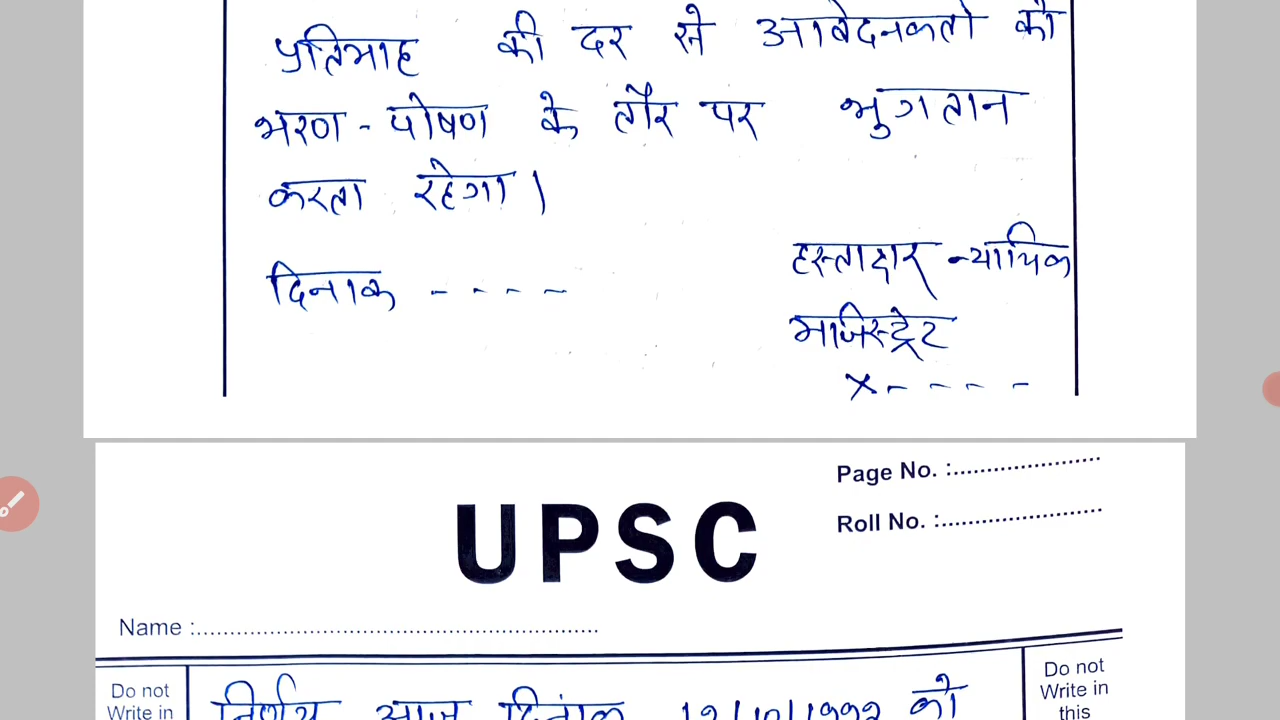 प्रतिमाह की दर से आवेदनकर्ता को
भरण - पोषण के तौर पर भुगतान
करता रहेगा।
दिनाक - - - -
हस्ताक्षर न्यायिक
मजिस्ट्रेट
x - - - -
Page No. :....................
UPSC
Roll No. :....................
Name :....................
Do not
Write in
निर्णय आज दिनांक को
Do not
Write in
this